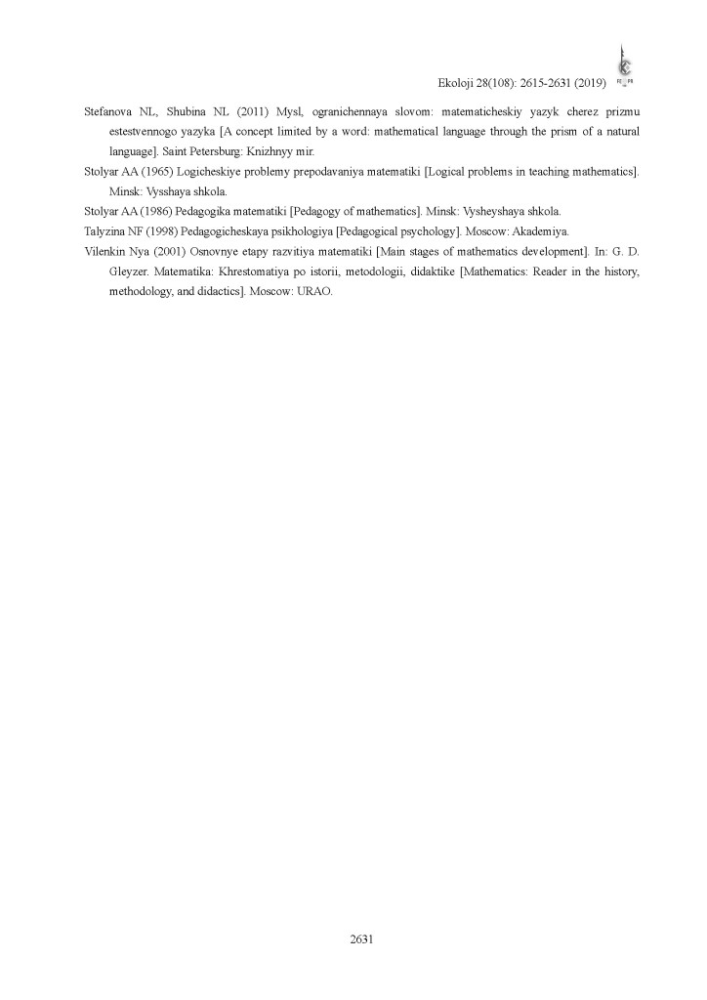 Ekoloji 28(108): 2615-2631 (2019)
Stefanova NL, Shubina NL (2011) Mysl, ogranichennaya slovom: matematicheskiy yazyk cherez prizmu
estestvennogo yazyka [A concept limited by a word: mathematical language through the prism of a natural
language]. Saint Petersburg: Knizhnyy mir.
Stolyar AA (1965) Logicheskiye problemy prepodavaniya matematiki [Logical problems in teaching mathematics].
Minsk: Vysshaya shkola.
Stolyar AA (1986) Pedagogika matematiki [Pedagogy of mathematics]. Minsk: Vysheyshaya shkola.
Talyzina NF (1998) Pedagogicheskaya psikhologiya [Pedagogical psychology]. Moscow: Akademiya.
Vilenkin Nya (2001) Osnovnye etapy razvitiya matematiki [Main stages of mathematics development]. In: G. D.
Gleyzer. Matematika: Khrestomatiya po istorii, metodologii, didaktike [Mathematics: Reader in the history,
methodology, and didactics]. Moscow: URAO.
2631